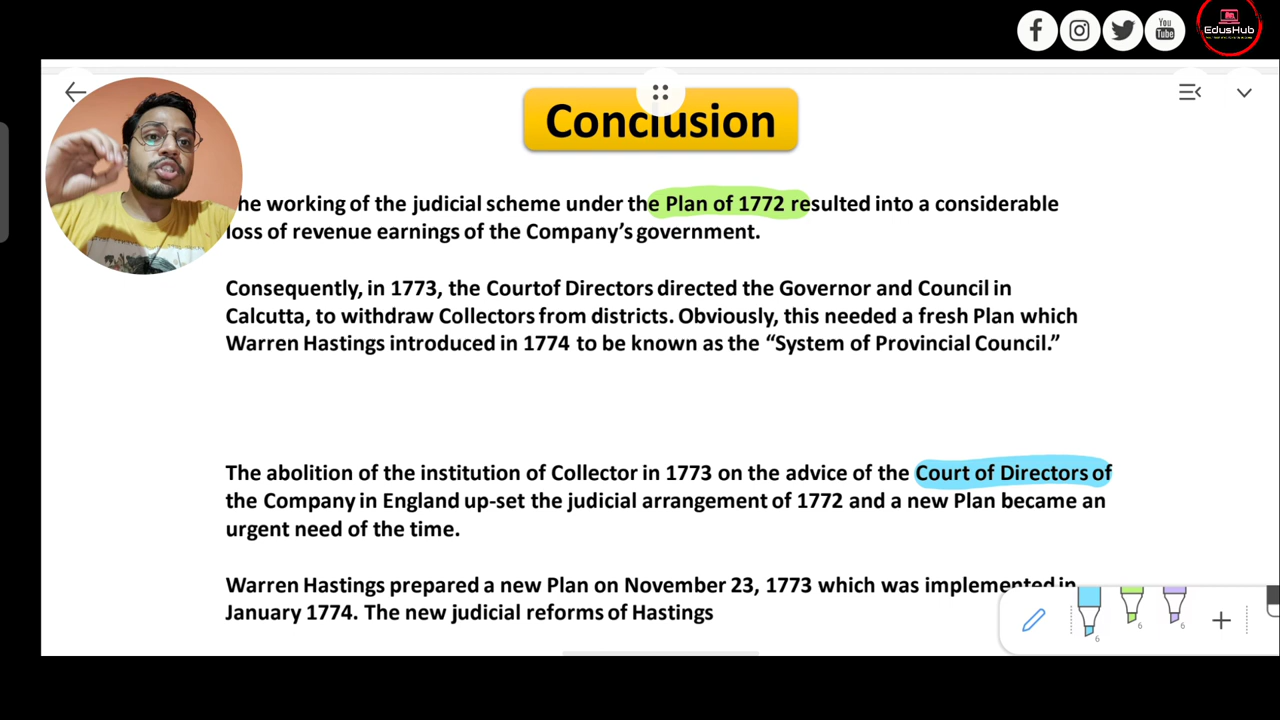 EdusHub
Conclusion
he working of the judicial scheme under the Plan of 1772 resulted into a considerable
loss of revenue earnings of the Company's government.
Consequently, in 1773, the Courtof Directors directed the Governor and Council in
Calcutta, to withdraw Collectors from districts. Obviously, this needed a fresh Plan which
Warren Hastings introduced in 1774 to be known as the “System of Provincial Council.”
The abolition of the institution of Collector in 1773 on the advice of the Court of Directors of
the Company in England up-set the judicial arrangement of 1772 and a new Plan became an
urgent need of the time.
Warren Hastings prepared a new Plan on November 23, 1773 which was implemented in
January 1774. The new judicial reforms of Hastings
6 6 6